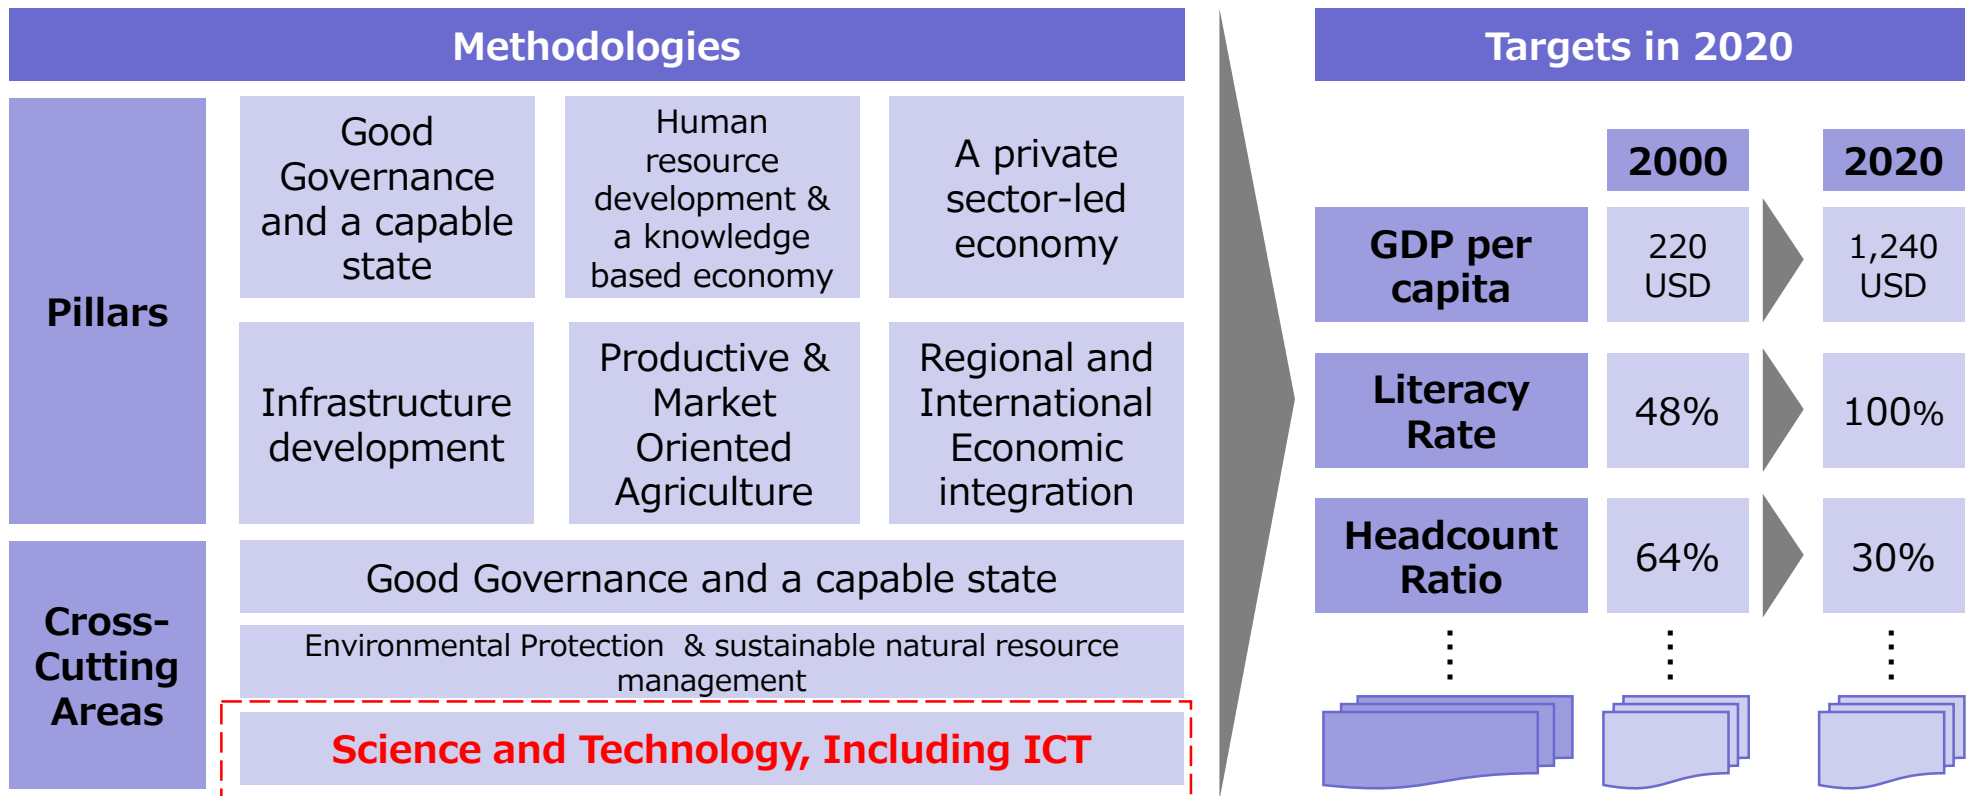 Methodologies
Pillars
Good
Governance
and a capable
state
Human
resource
development &
a knowledge
based economy
A private
sector-led
economy
Infrastructure
development
Productive &
Market
Oriented
Agriculture
Regional and
International
Economic
integration
Cross-
Cutting
Areas
Good Governance and a capable state
Environmental Protection  & sustainable natural resource
management
Science and Technology, Including ICT
Targets in 2020
2000
2020
GDP per
capita
220
USD
1,240
USD
Literacy
Rate
48%
100%
Headcount
Ratio
64%
30%